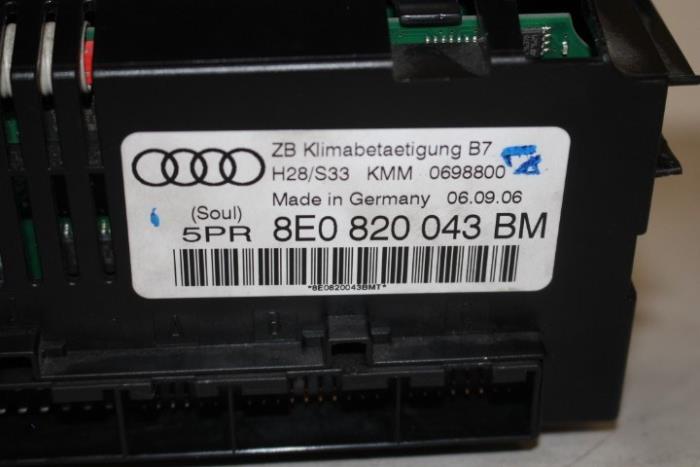 ZB Klimabetaetigung B7
H28/S33 KMM 0698800
Made in Germany 06.09.06
(Soul)
5PR 8E0 820 043 BM
*8E0820043BMT*
A B